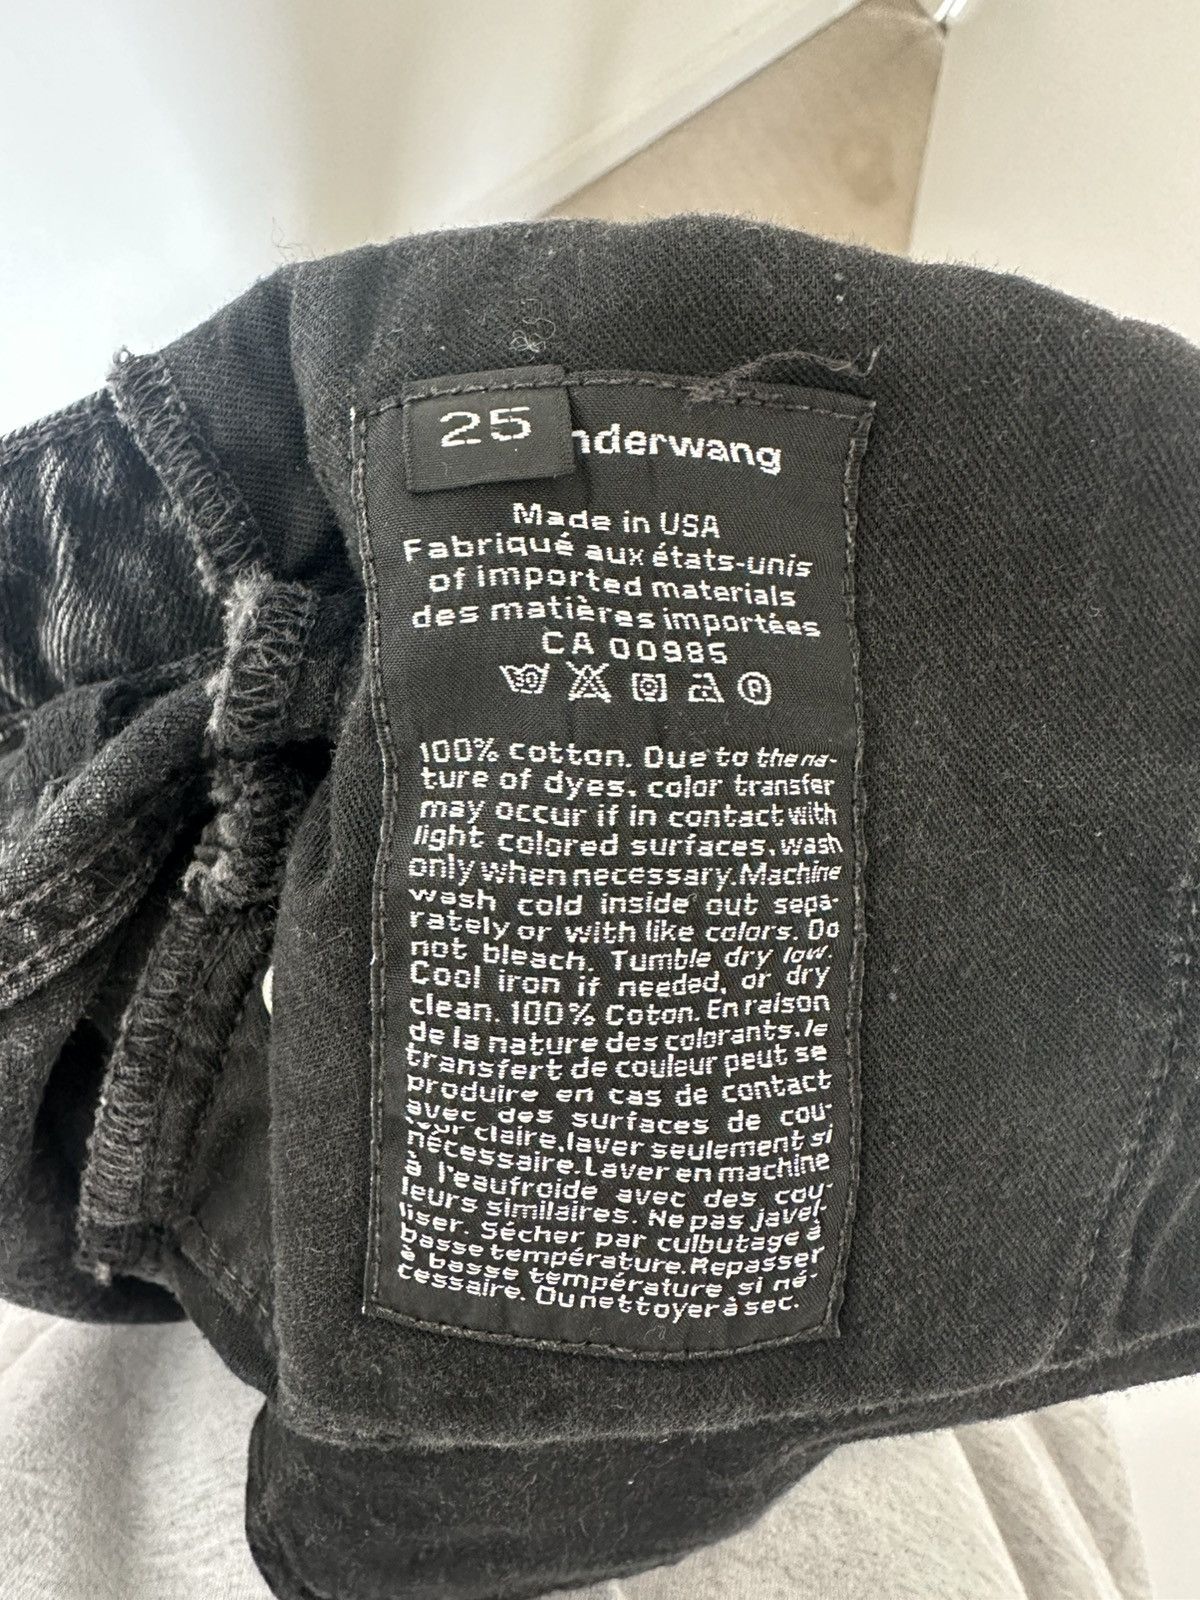 25
nderwang
Made in USA
Fabriqué aux états-unis
of imported materials
des matières importées
CA 00985
30 P
100% cotton. Due to the na-
ture of dyes, color transfer
may occur if in contact with
light colored surfaces, wash
only when necessary. Machine
wash cold inside out sepa-
rately or with like colors. Do
not bleach. Tumble dry low.
Cool iron if needed, or dry
clean. 100% Coton. En raison
de la nature des colorants, le
transfert de couleur peut se
produire en cas de contact
avec des surfaces de cou-
leur claire, laver seulement si
nécessaire. Laver en machine
à l'eau froide avec des cou-
leurs similaires. Ne pas javel-
liser. Sécher par culbutage à
basse température. Repasser
à basse température si né-
cessaire. Ou nettoyer à sec.